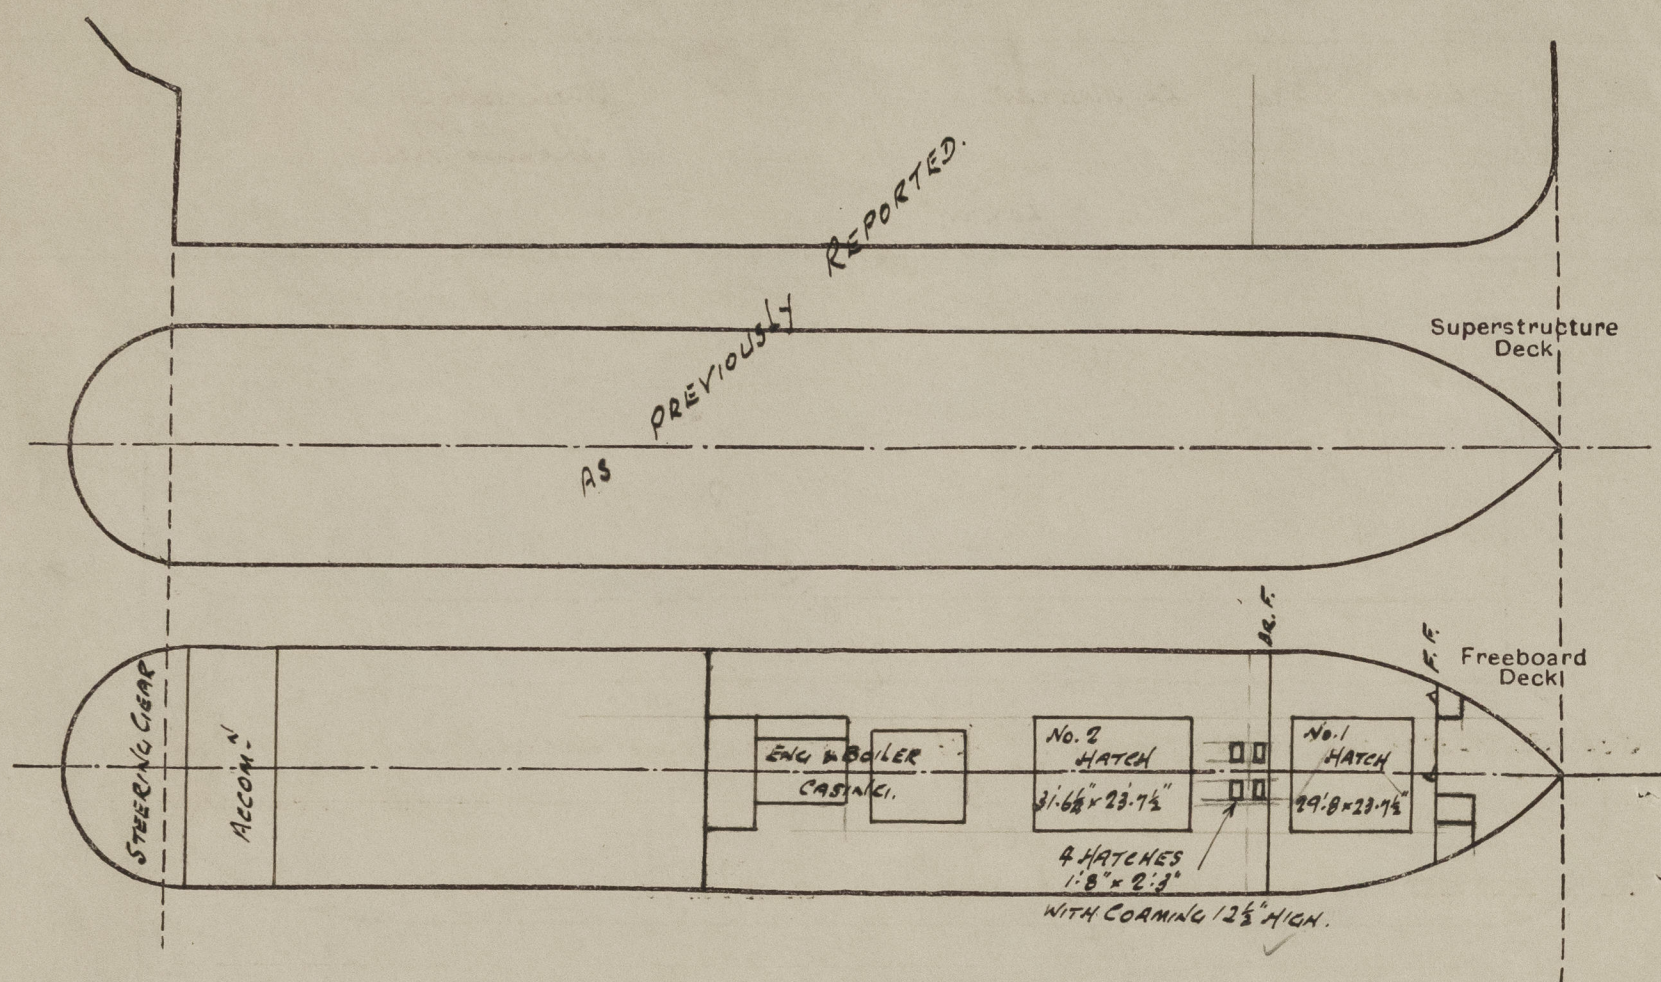 AS PREVIOUSLY REPORTED.
Superstructure
Deck
BR. F.
F. F.
Freeboard
Deck
STEERING GEAR
ACCOM-N
ENG & BOILER
CASING.
No. 2
HATCH
31'.6½" x 23'.7½"
No. 1
HATCH
29'.8 x 23'.7½"
4 HATCHES
1'.8" x 2'.3"
WITH COAMING 12½" HIGH.